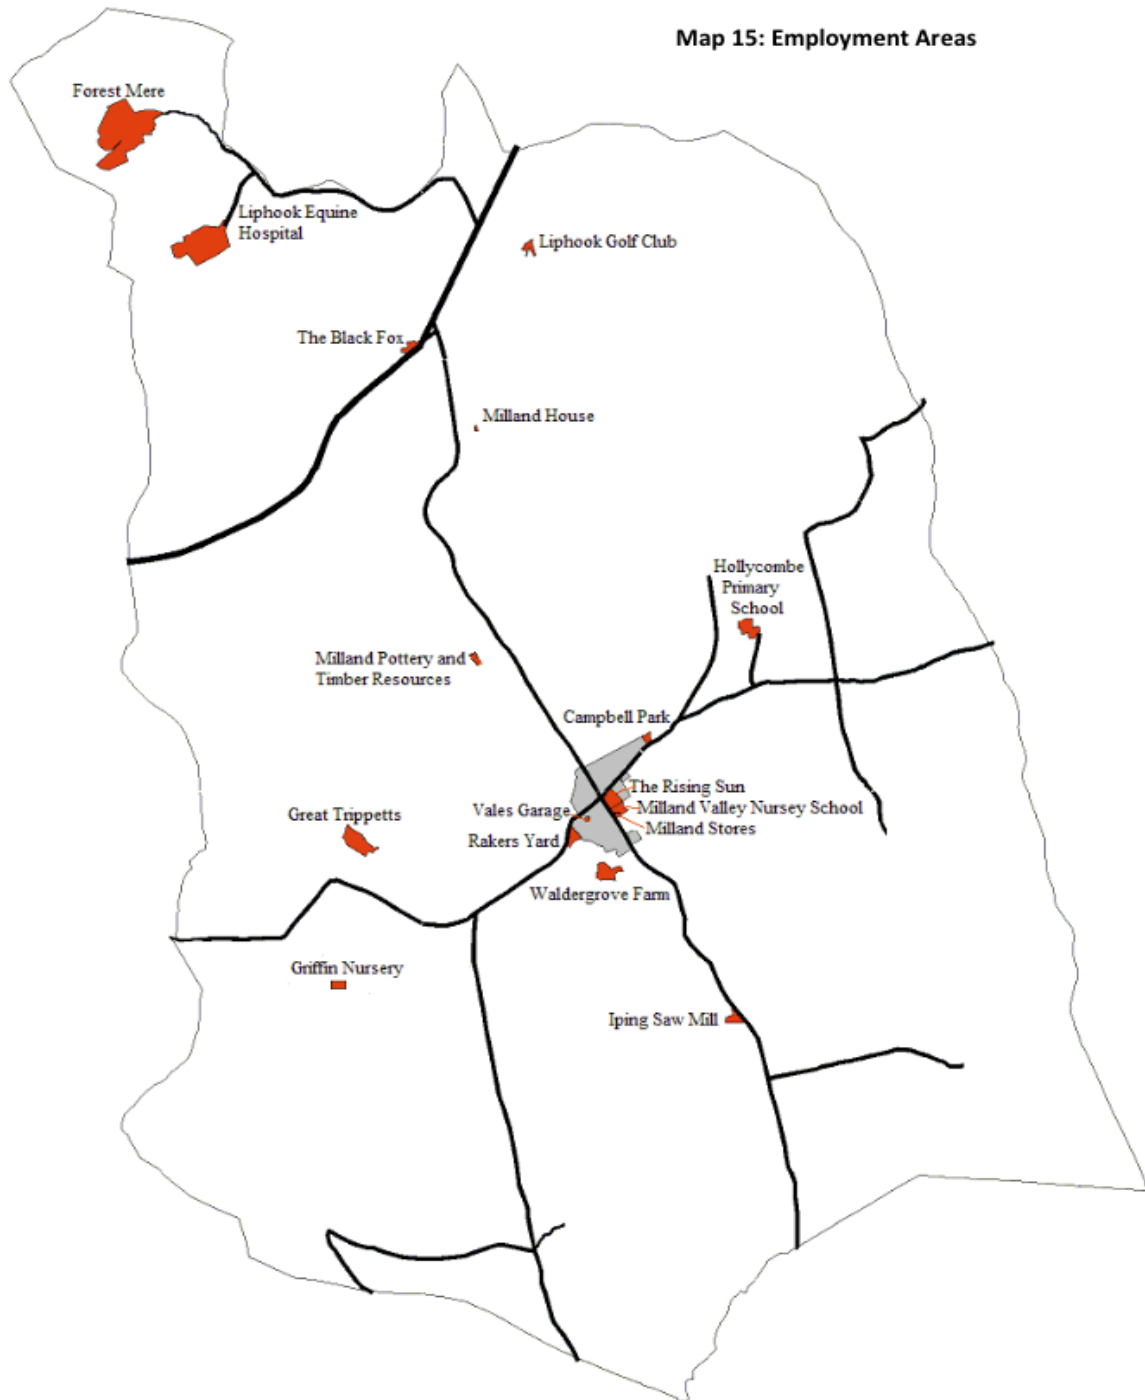 Map 15: Employment Areas
Forest Mere
Liphook Equine
Hospital
Liphook Golf Club
The Black Fox
Milland House
Hollycombe
Primary
School
Milland Pottery and
Timber Resources
Campbell Park
The Rising Sun
Vales Garage
Milland Valley Nursey School
Great Trippetts
Milland Stores
Rakers Yard
Waldergrove Farm
Griffin Nursery
Iping Saw Mill